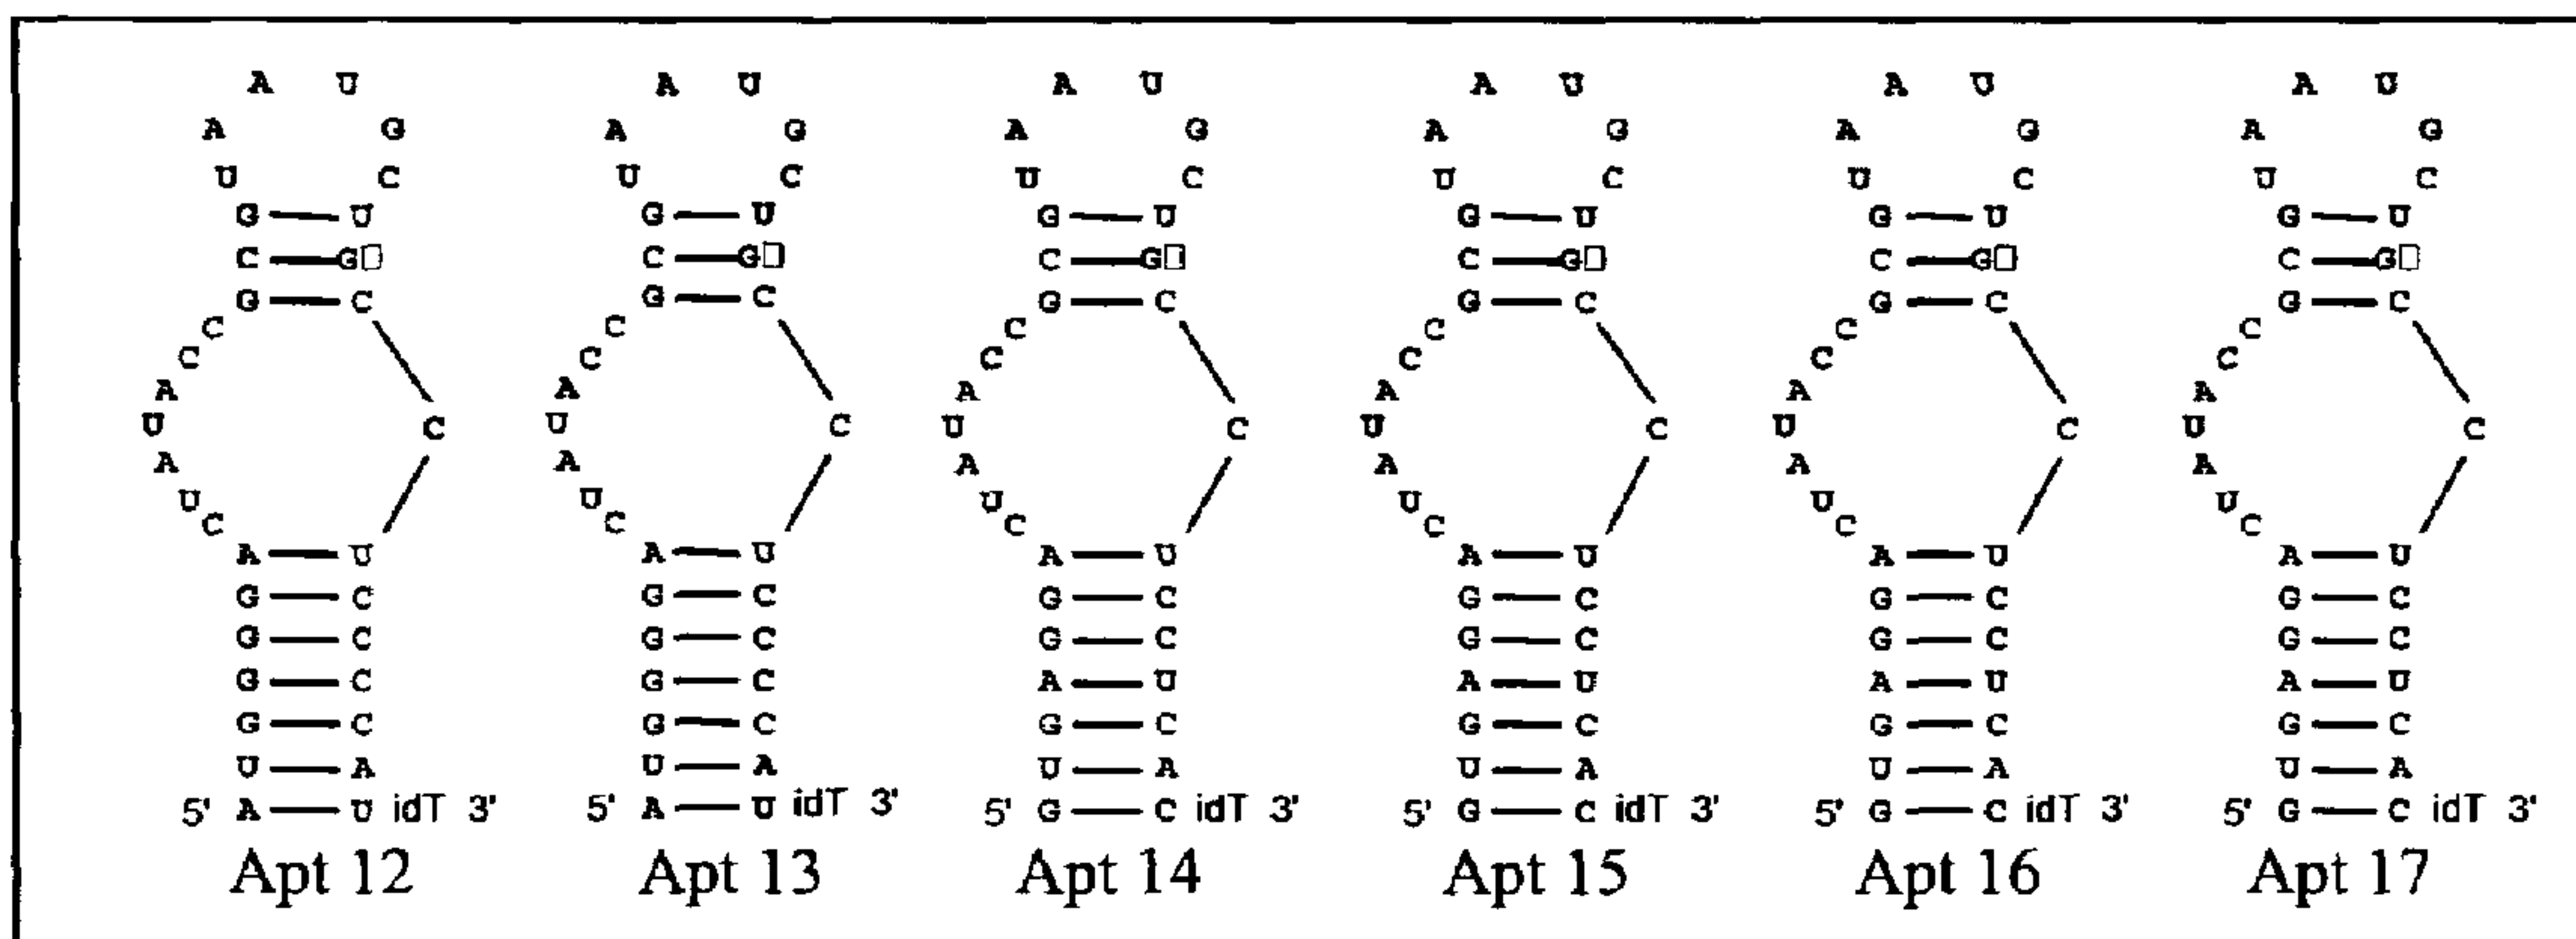 A U A U A U A U A U A U
A G A G A G A G A G A G
U C U C U C U C U C U C
G U G U G U G U G U G U
C G□ C G□ C G□ C G□ C G□ C G□
G C G C G C G C G C G C
C C C C C C
C C C C C C
A A A A A A
U C U C U C U C U C U C
A A A A A A
U U U U U U
C C C C C C
A U A U A U A U A U A U
G C G C G C G C G C G C
G C G C G C G C G C G C
G C G C A U A U A U A U
G C G C G C G C G C G C
U A U A U A U A U A U A
5' A U idT 3' 5' A U idT 3' 5' G C idT 3' 5' G C idT 3' 5' G C idT 3' 5' G C idT 3'
Apt 12 Apt 13 Apt 14 Apt 15 Apt 16 Apt 17